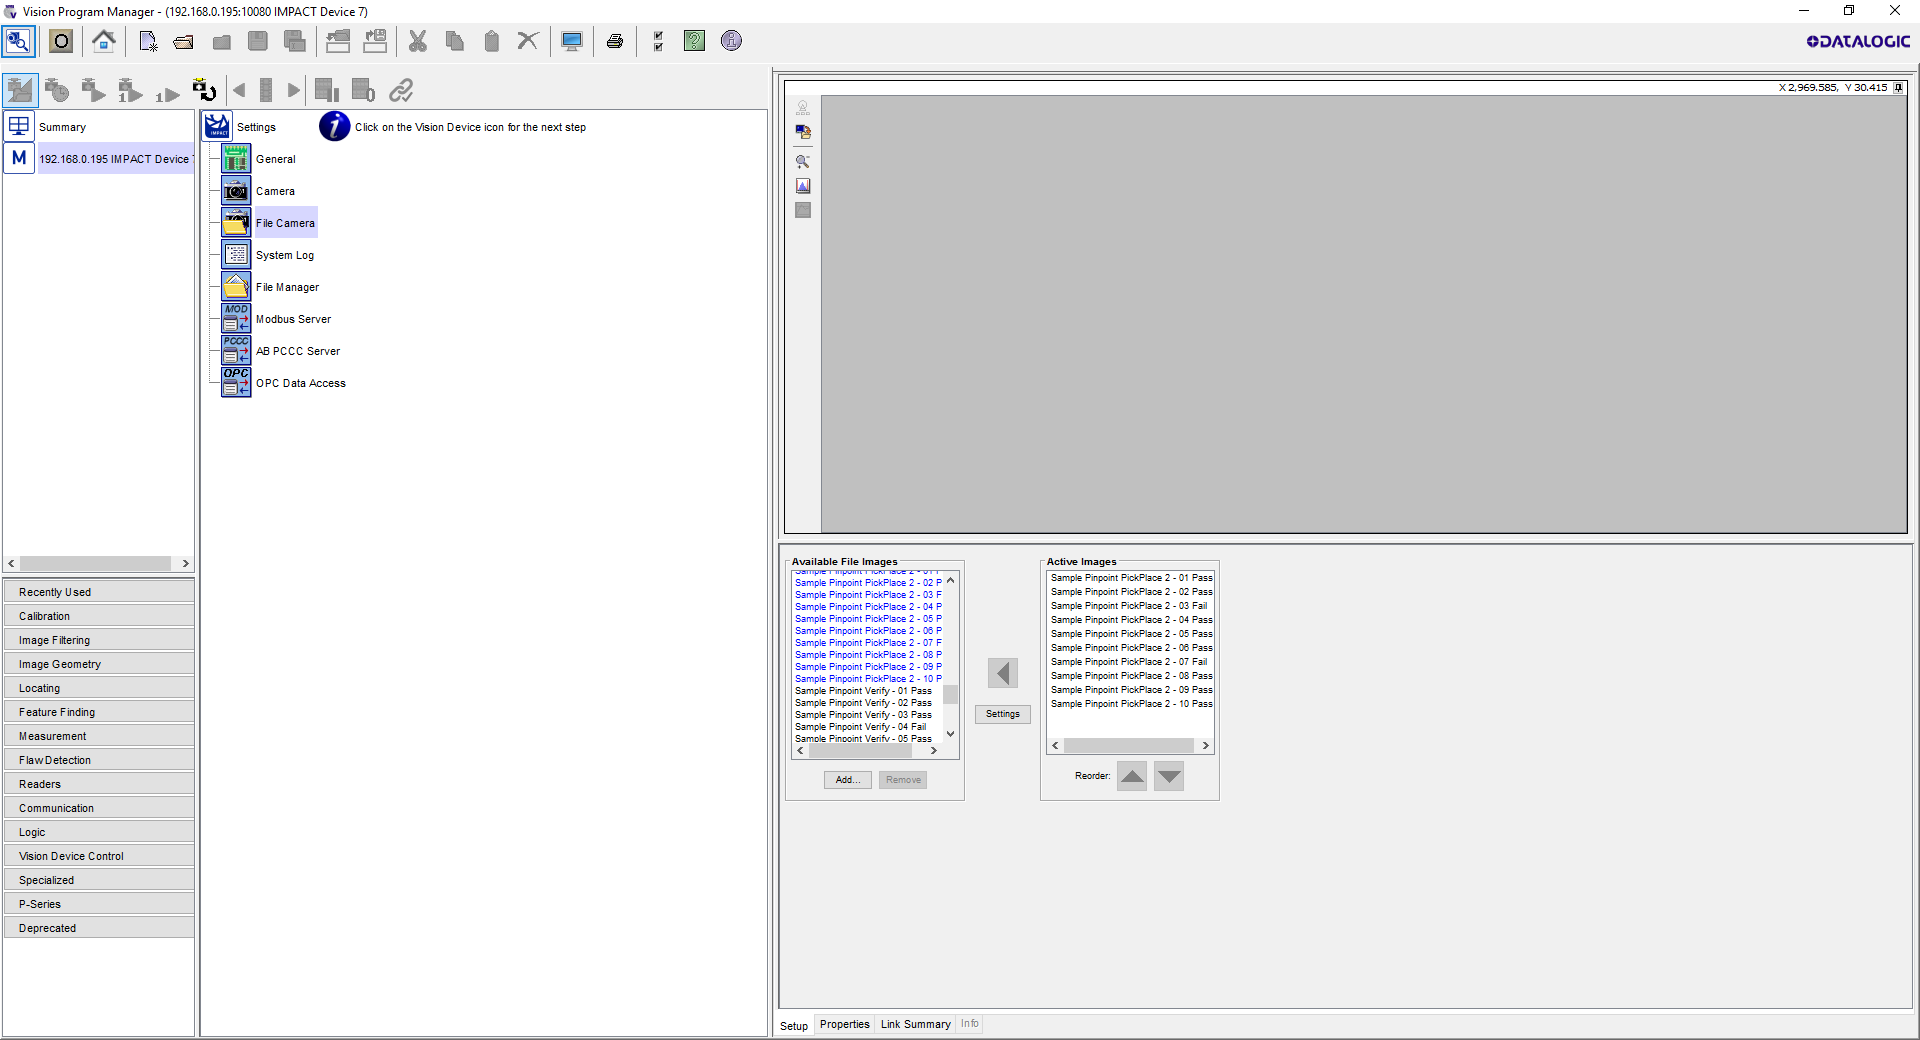 Vision Program Manager - (192.168.0.195:10080 IMPACT Device 7)
DATALOGIC
Summary
192.168.0.195 IMPACT Device 7
Settings
Click on the Vision Device icon for the next step
General
Camera
File Camera
System Log
File Manager
Modbus Server
AB PCCC Server
OPC Data Access
Recently Used
Calibration
Image Filtering
Image Geometry
Locating
Feature Finding
Measurement
Flaw Detection
Readers
Communication
Logic
Vision Device Control
Specialized
P-Series
Deprecated
X 2,969.585, Y 30.415
Available File Images
Sample Pinpoint PickPlace 2 - 01
Sample Pinpoint PickPlace 2 - 02 P
Sample Pinpoint PickPlace 2 - 03 F
Sample Pinpoint PickPlace 2 - 04 P
Sample Pinpoint PickPlace 2 - 05 P
Sample Pinpoint PickPlace 2 - 06 P
Sample Pinpoint PickPlace 2 - 07 F
Sample Pinpoint PickPlace 2 - 08 P
Sample Pinpoint PickPlace 2 - 09 P
Sample Pinpoint PickPlace 2 - 10 P
Sample Pinpoint Verify - 01 Pass
Sample Pinpoint Verify - 02 Pass
Sample Pinpoint Verify - 03 Pass
Sample Pinpoint Verify - 04 Fail
Sample Pinpoint Verify - 05 Pass
Add...
Remove
Settings
Active Images
Sample Pinpoint PickPlace 2 - 01 Pass
Sample Pinpoint PickPlace 2 - 02 Pass
Sample Pinpoint PickPlace 2 - 03 Fail
Sample Pinpoint PickPlace 2 - 04 Pass
Sample Pinpoint PickPlace 2 - 05 Pass
Sample Pinpoint PickPlace 2 - 06 Pass
Sample Pinpoint PickPlace 2 - 07 Fail
Sample Pinpoint PickPlace 2 - 08 Pass
Sample Pinpoint PickPlace 2 - 09 Pass
Sample Pinpoint PickPlace 2 - 10 Pass
Reorder:
Setup
Properties
Link Summary
Info
O
M
IMPACT
MOD
PCCC
OPC
1
1